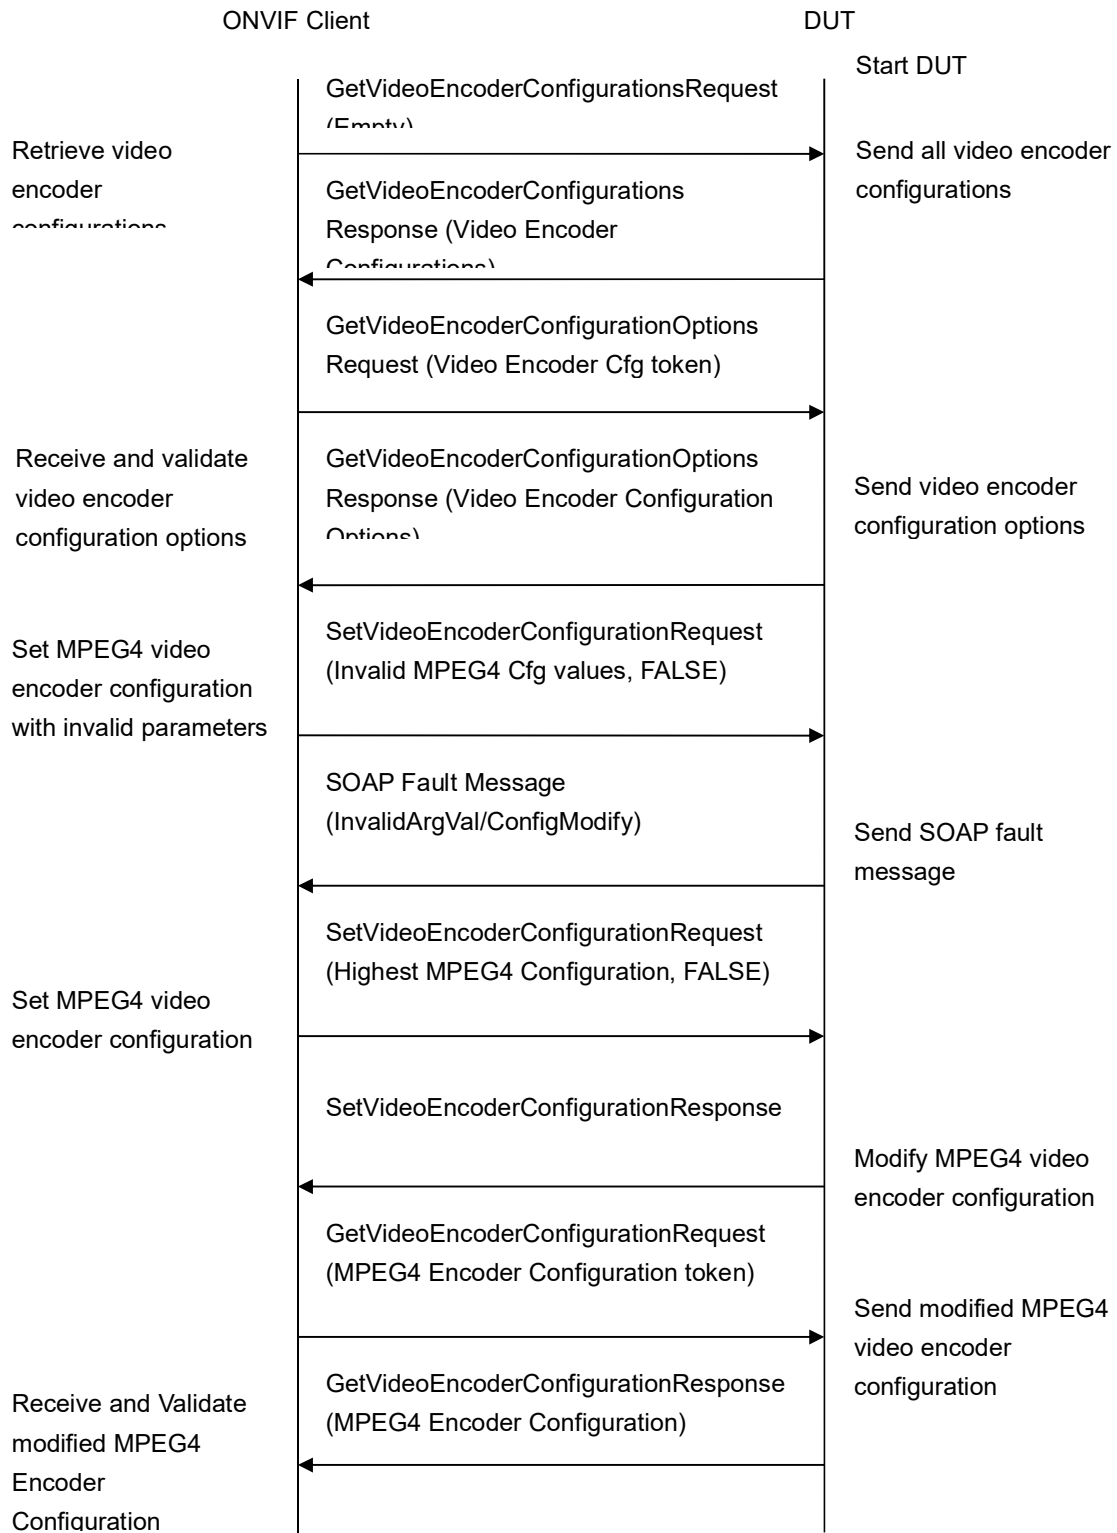 ONVIF Client
DUT
Start DUT
GetVideoEncoderConfigurationsRequest
(Empty)
Retrieve video
encoder
configurations
Send all video encoder
configurations
GetVideoEncoderConfigurations
Response (Video Encoder
Configurations)
GetVideoEncoderConfigurationOptions
Request (Video Encoder Cfg token)
Receive and validate
video encoder
configuration options
GetVideoEncoderConfigurationOptions
Response (Video Encoder Configuration
Options)
Send video encoder
configuration options
Set MPEG4 video
encoder configuration
with invalid parameters
SetVideoEncoderConfigurationRequest
(Invalid MPEG4 Cfg values, FALSE)
SOAP Fault Message
(InvalidArgVal/ConfigModify)
Send SOAP fault
message
SetVideoEncoderConfigurationRequest
(Highest MPEG4 Configuration, FALSE)
Set MPEG4 video
encoder configuration
SetVideoEncoderConfigurationResponse
Modify MPEG4 video
encoder configuration
GetVideoEncoderConfigurationRequest
(MPEG4 Encoder Configuration token)
Send modified MPEG4
video encoder
configuration
GetVideoEncoderConfigurationResponse
(MPEG4 Encoder Configuration)
Receive and Validate
modified MPEG4
Encoder
Configuration